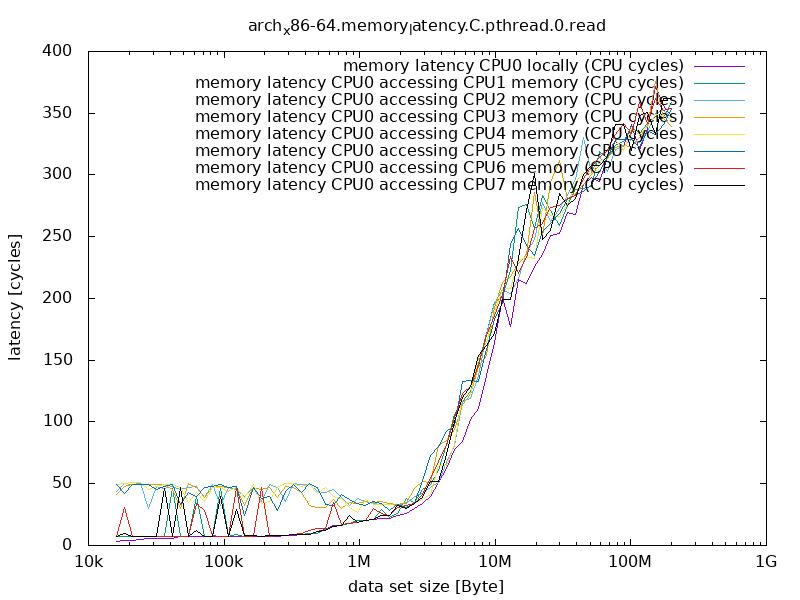 arch_x86-64.memory_latency.C.pthread.0.read
memory latency CPU0 locally (CPU cycles)
memory latency CPU0 accessing CPU1 memory (CPU cycles)
memory latency CPU0 accessing CPU2 memory (CPU cycles)
memory latency CPU0 accessing CPU3 memory (CPU cycles)
memory latency CPU0 accessing CPU4 memory (CPU cycles)
memory latency CPU0 accessing CPU5 memory (CPU cycles)
memory latency CPU0 accessing CPU6 memory (CPU cycles)
memory latency CPU0 accessing CPU7 memory (CPU cycles)
400
350
300
250
200
150
100
50
0
latency [cycles]
10k 100k 1M 10M 100M 1G
data set size [Byte]